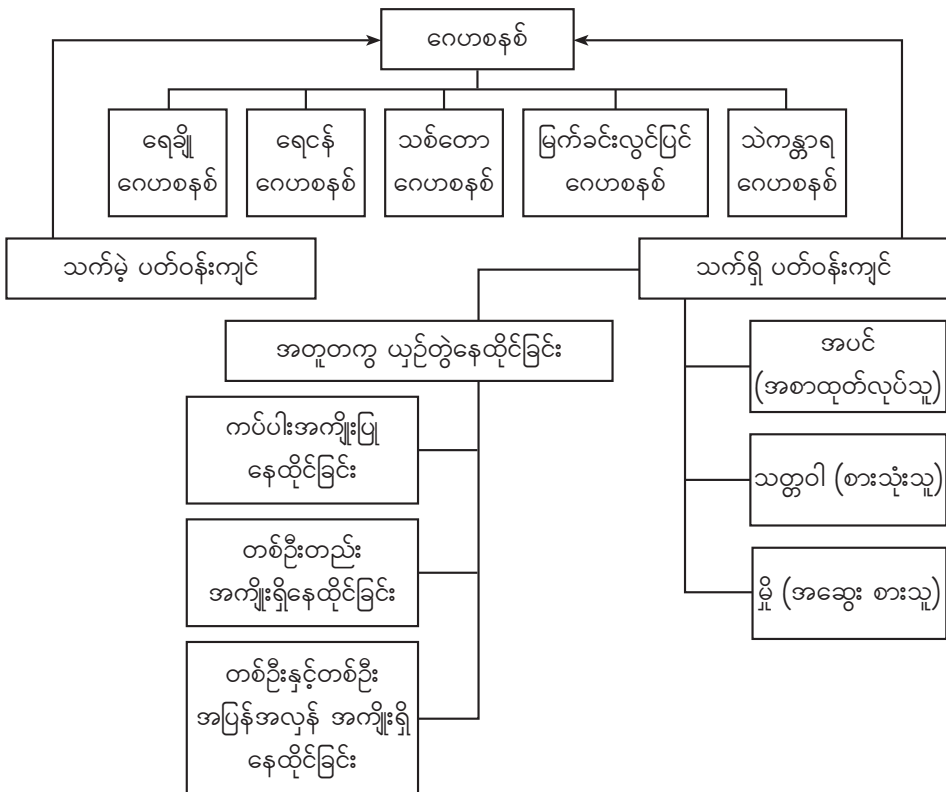 ဂေဟစနစ်
ရေချို
ဂေဟစနစ်
ရေငန်
ဂေဟစနစ်
သစ်တော
ဂေဟစနစ်
မြက်ခင်းလွင်ပြင်
ဂေဟစနစ်
သဲကန္တာရ
ဂေဟစနစ်
သက်မဲ့ ပတ်ဝန်းကျင်
သက်ရှိ ပတ်ဝန်းကျင်
အတူတကွ ယှဉ်တွဲနေထိုင်ခြင်း
ကပ်ပါးအကျိုးပြု
နေထိုင်ခြင်း
တစ်ဦးတည်း
အကျိုးရှိနေထိုင်ခြင်း
တစ်ဦးနှင့်တစ်ဦး
အပြန်အလှန် အကျိုးရှိ
နေထိုင်ခြင်း
အပင်
(အစာထုတ်လုပ်သူ)
သတ္တဝါ (စားသုံးသူ)
မှို (အဆွေး စားသူ)